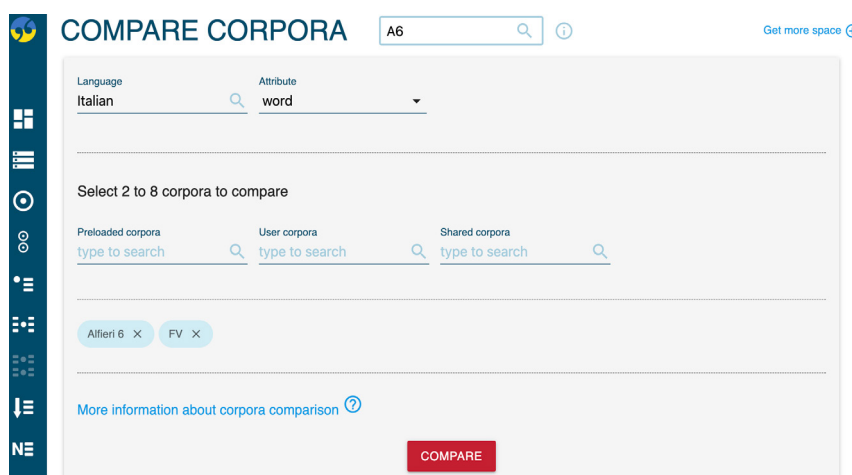 COMPARE CORPORA A6 Get more space
Language Attribute
Italian word
Select 2 to 8 corpora to compare
Preloaded corpora User corpora Shared corpora
type to search type to search type to search
Alfieri 6 FV
More information about corpora comparison ?
N
COMPARE